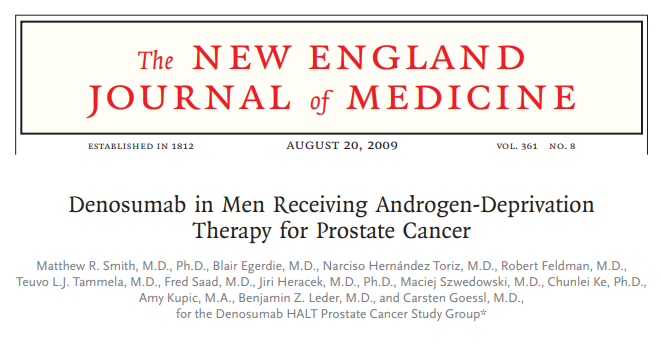 The NEW ENGLAND
JOURNAL of MEDICINE
ESTABLISHED IN 1812 AUGUST 20, 2009 VOL. 361 NO. 8
Denosumab in Men Receiving Androgen-Deprivation
Therapy for Prostate Cancer
Matthew R. Smith, M.D., Ph.D., Blair Egerdie, M.D., Narciso Hernández Toriz, M.D., Robert Feldman, M.D.,
Teuvo L.J. Tammela, M.D., Fred Saad, M.D., Jiri Heracek, M.D., Ph.D., Maciej Szwedowski, M.D., Chunlei Ke, Ph.D.,
Amy Kupic, M.A., Benjamin Z. Leder, M.D., and Carsten Goessl, M.D.,
for the Denosumab HALT Prostate Cancer Study Group*